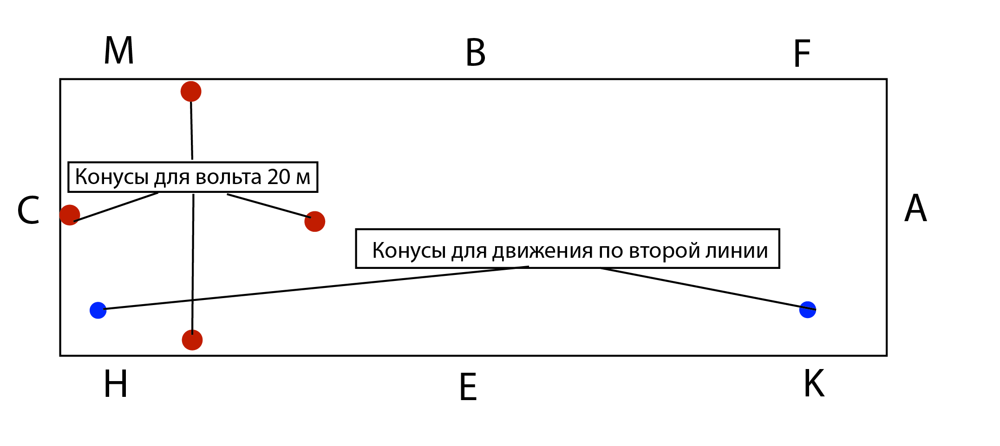 M
B
F
Конусы для вольта 20 м
C
A
Конусы для движения по второй линии
H
E
K